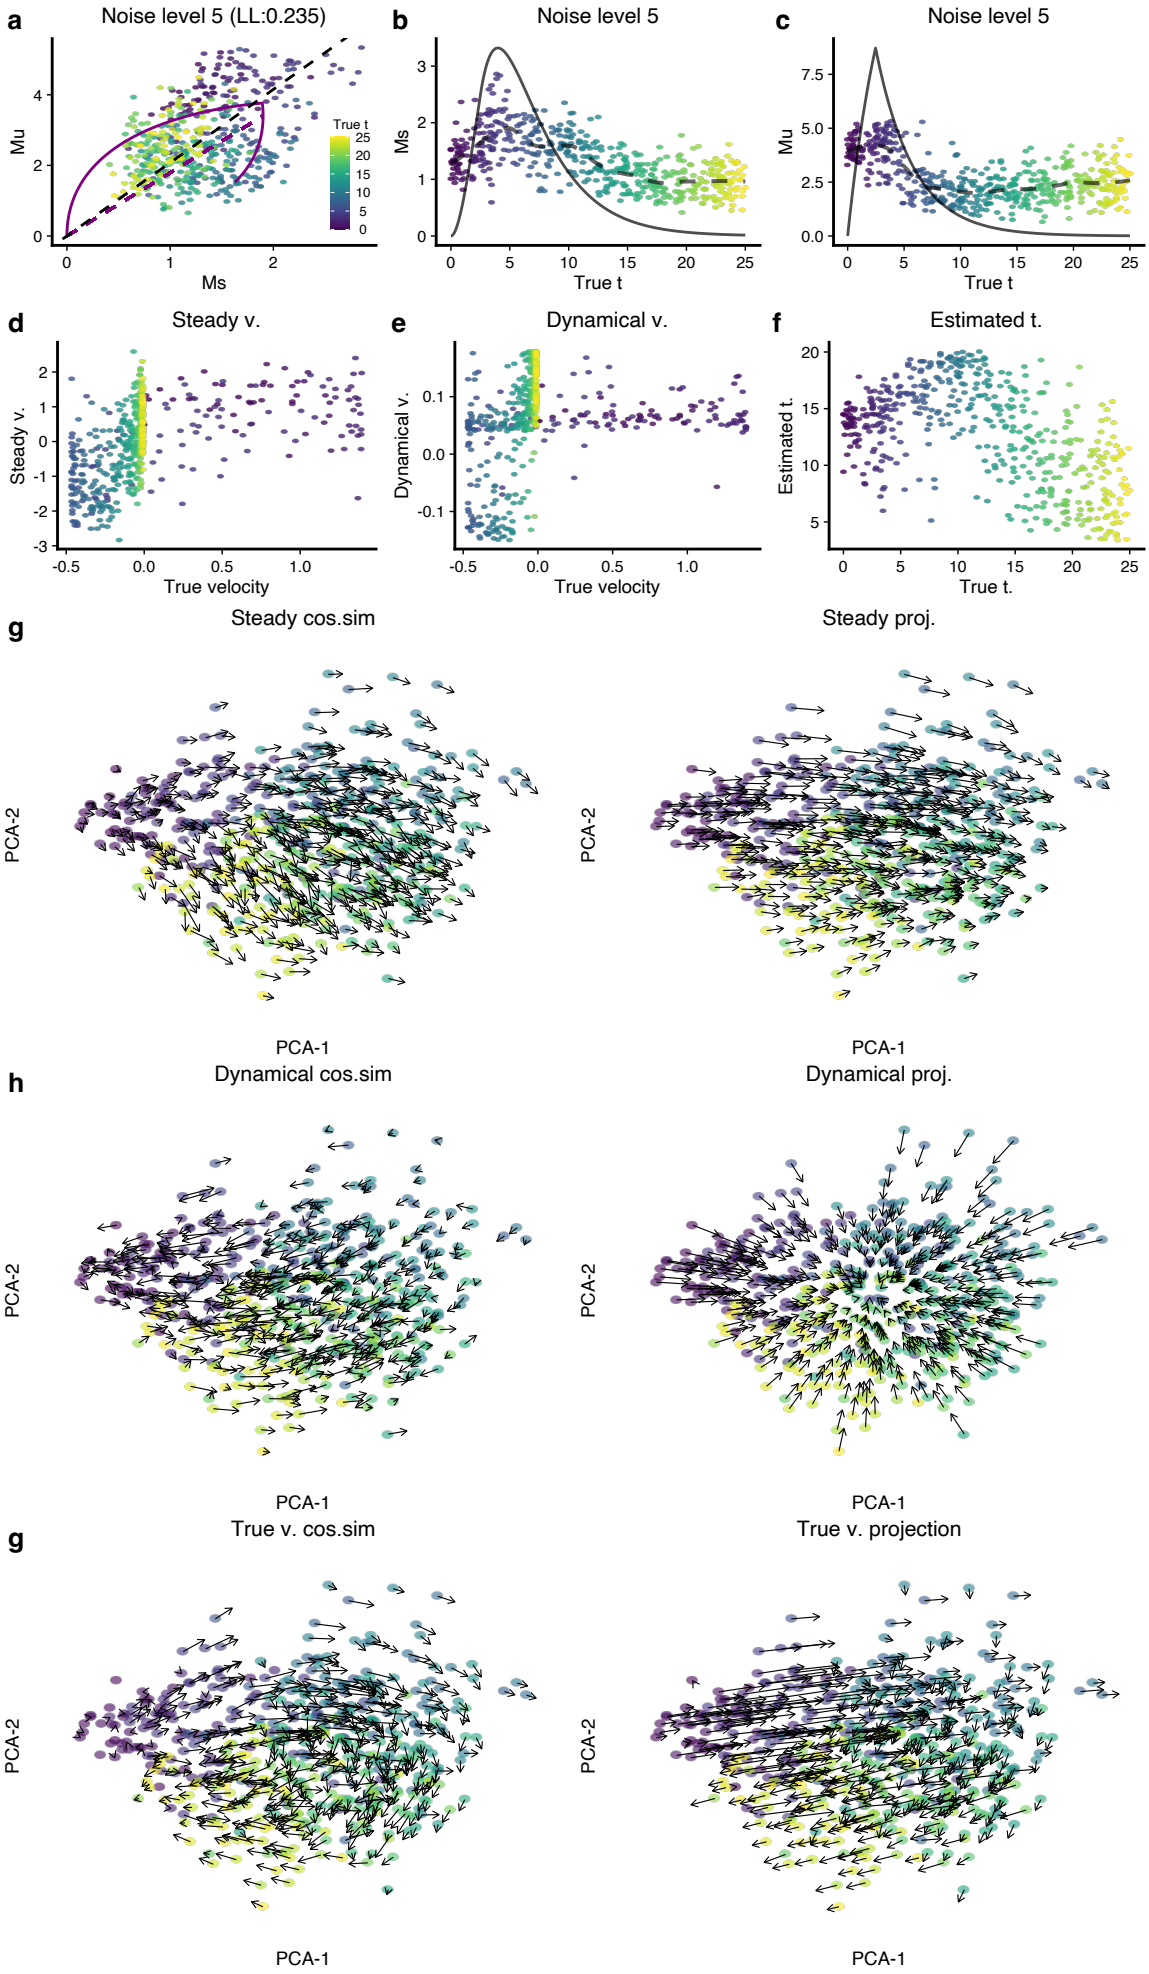 a Noise level 5 (LL:0.235)
Mu
4
2
0
0 1 2
Ms
True t
25
20
15
10
5
0
b Noise level 5
Ms
3
2
1
0
0 5 10 15 20 25
True t
c Noise level 5
Mu
7.5
5.0
2.5
0.0
0 5 10 15 20 25
True t
d Steady v.
Steady v.
2
1
0
-1
-2
-3
-0.5 0.0 0.5 1.0
True velocity
e Dynamical v.
Dynamical v.
0.1
0.0
-0.1
-0.5 0.0 0.5 1.0
True velocity
f Estimated t.
Estimated t.
20
15
10
5
0 5 10 15 20 25
True t.
g Steady cos.sim
PCA-2
PCA-1
Steady proj.
PCA-2
PCA-1
h Dynamical cos.sim
PCA-2
PCA-1
Dynamical proj.
PCA-2
PCA-1
g True v. cos.sim
PCA-2
PCA-1
True v. projection
PCA-2
PCA-1